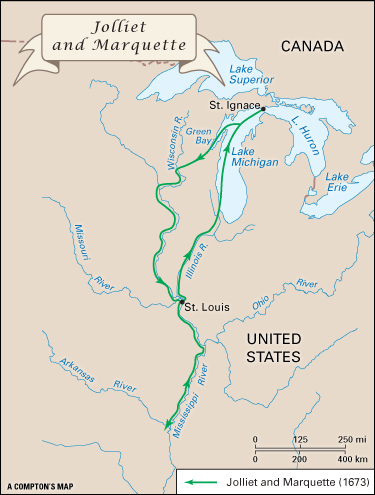 Jolliet
and Marquette
CANADA
Lake
Superior
St. Ignace
Wisconsin R.
Green
Bay
L. Huron
Lake
Michigan
Lake
Erie
Missouri
River
Illinois R.
St. Louis
Ohio
River
UNITED
STATES
Arkansas
River
Mississippi River
0 125 250 mi
0 200 400 km
A COMPTON'S MAP
Jolliet and Marquette (1673)